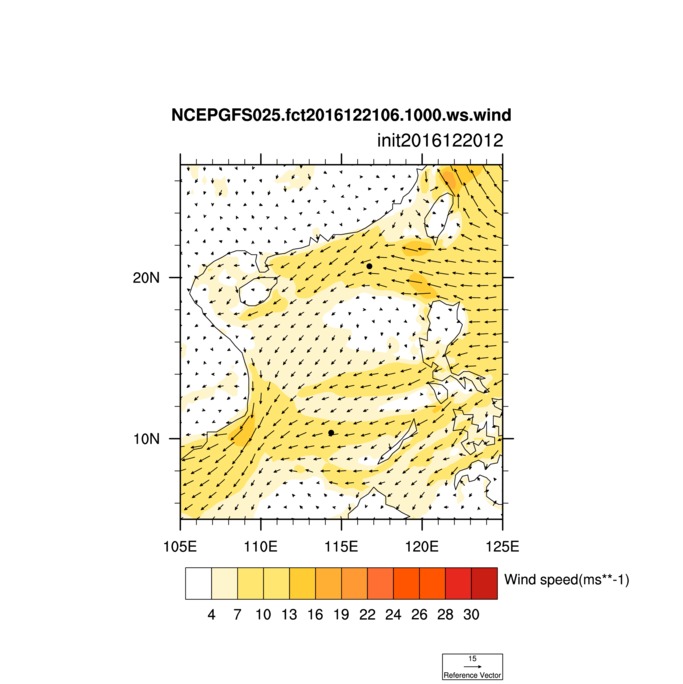 NCEPGFS025.fct2016122106.1000.ws.wind
init2016122012
20N
10N
105E 110E 115E 120E 125E
Wind speed(ms**-1)
4 7 10 13 16 19 22 24 26 28 30
15
Reference Vector